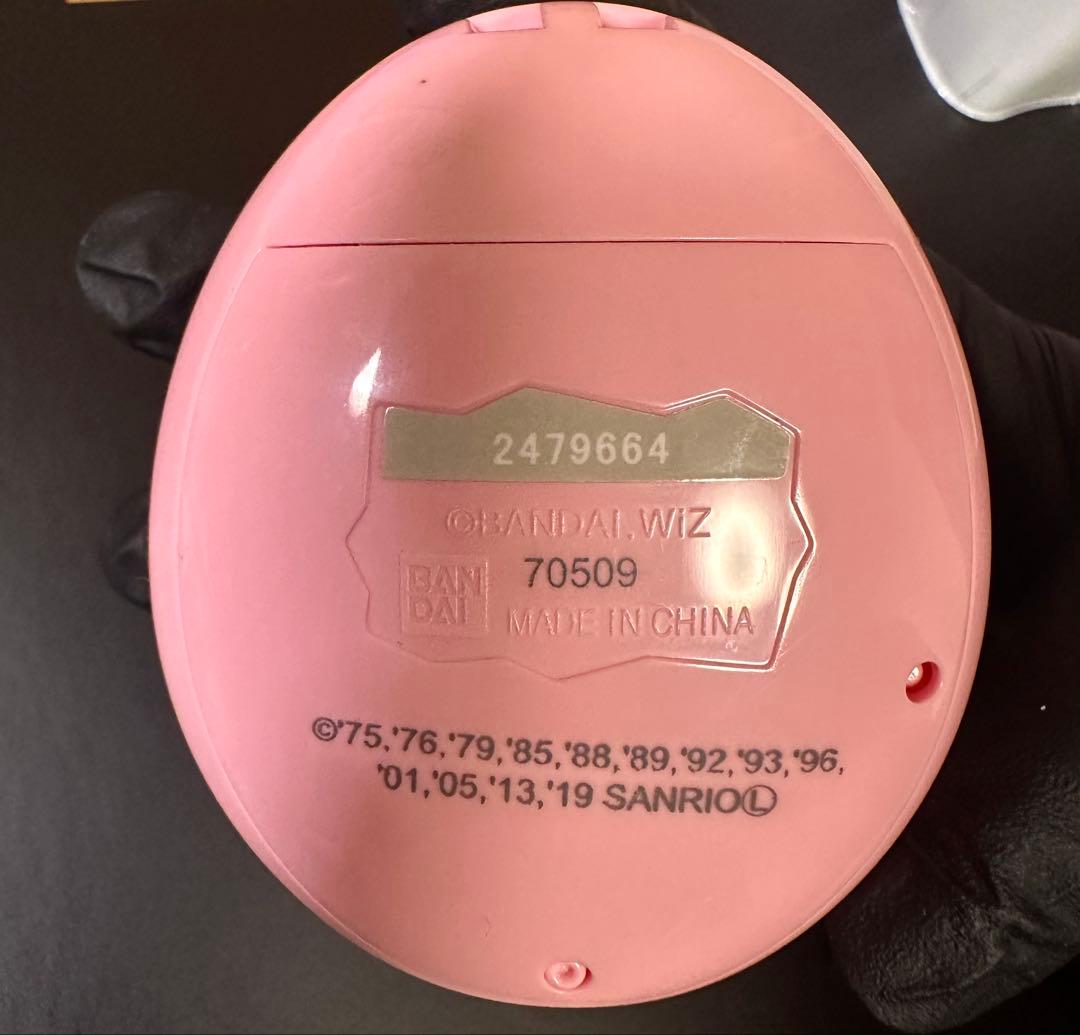 2479664
©BANDAI, WiZ
BAN
DAI
70509
MADE IN CHINA
©'75,'76,'79,'85,'88,'89,'92,'93,'96,
'01,'05,'13,'19 SANRIOⓁ